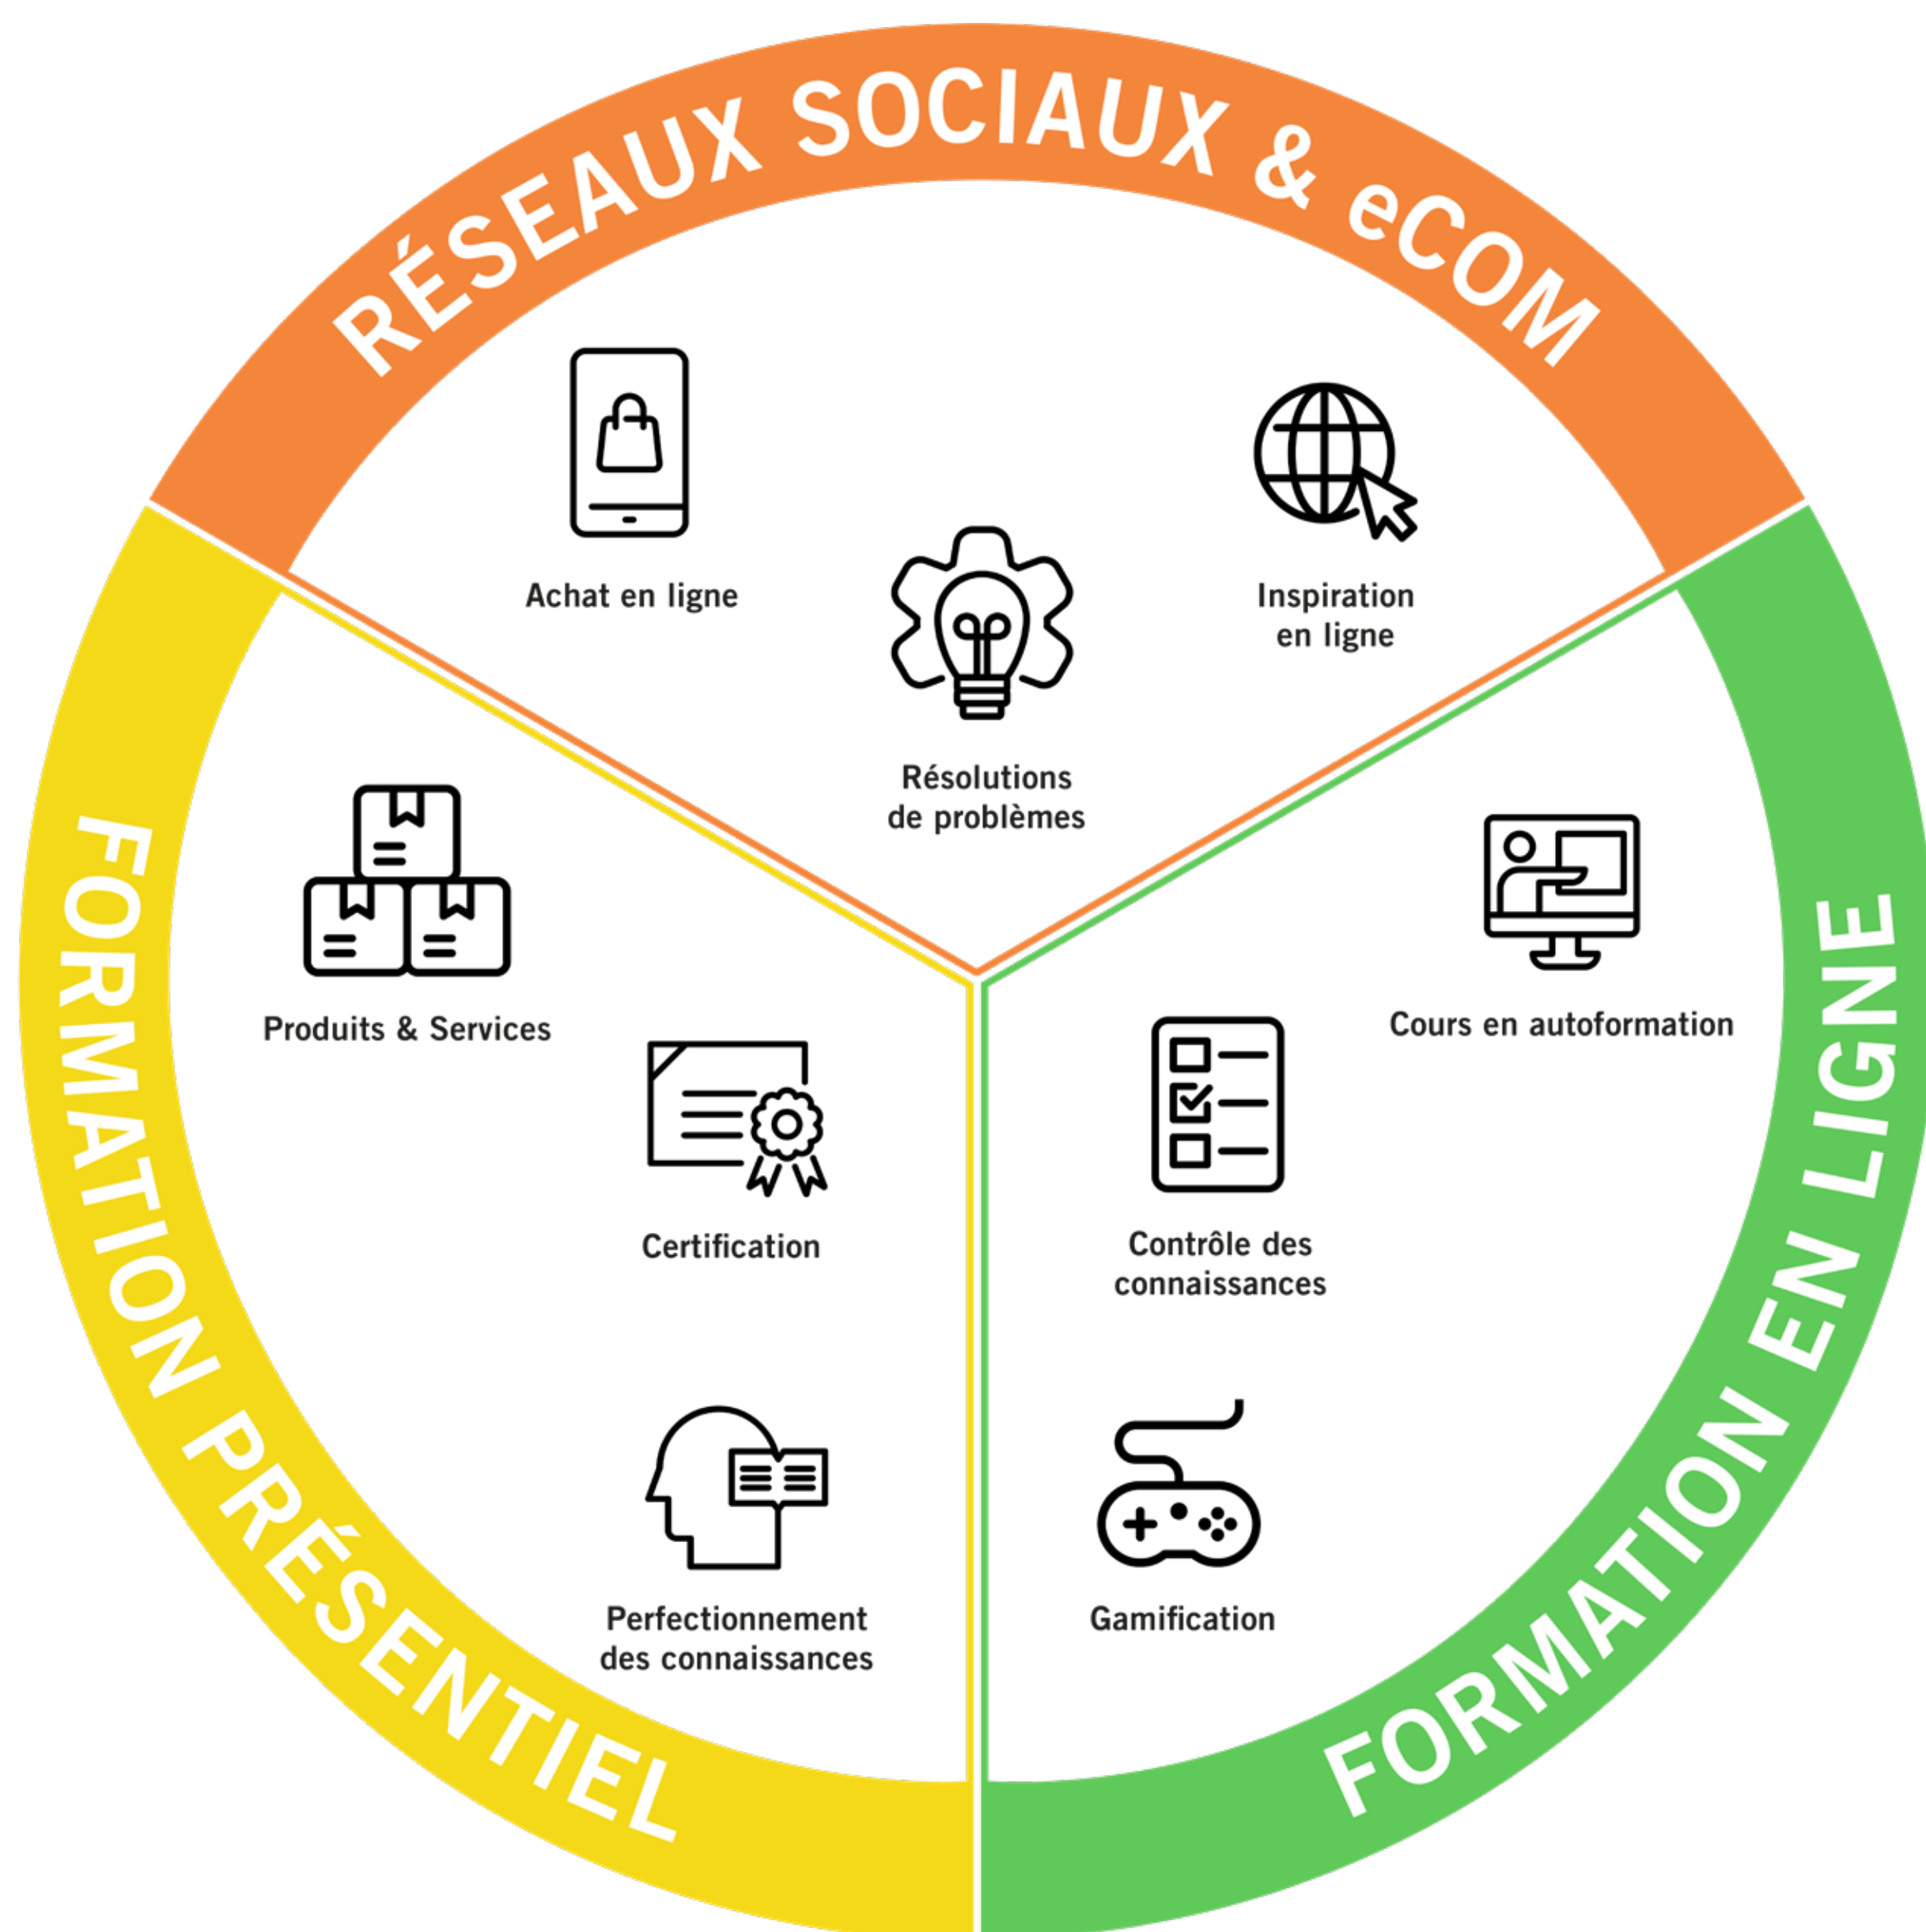 RÉSEAUX SOCIAUX & eCOM
Achat en ligne
Inspiration
en ligne
Résolutions
de problèmes
FORMATION PRÉSENTIEL
Produits & Services
Certification
Perfectionnement
des connaissances
FORMATION EN LIGNE
Cours en autoformation
Contrôle des
connaissances
Gamification